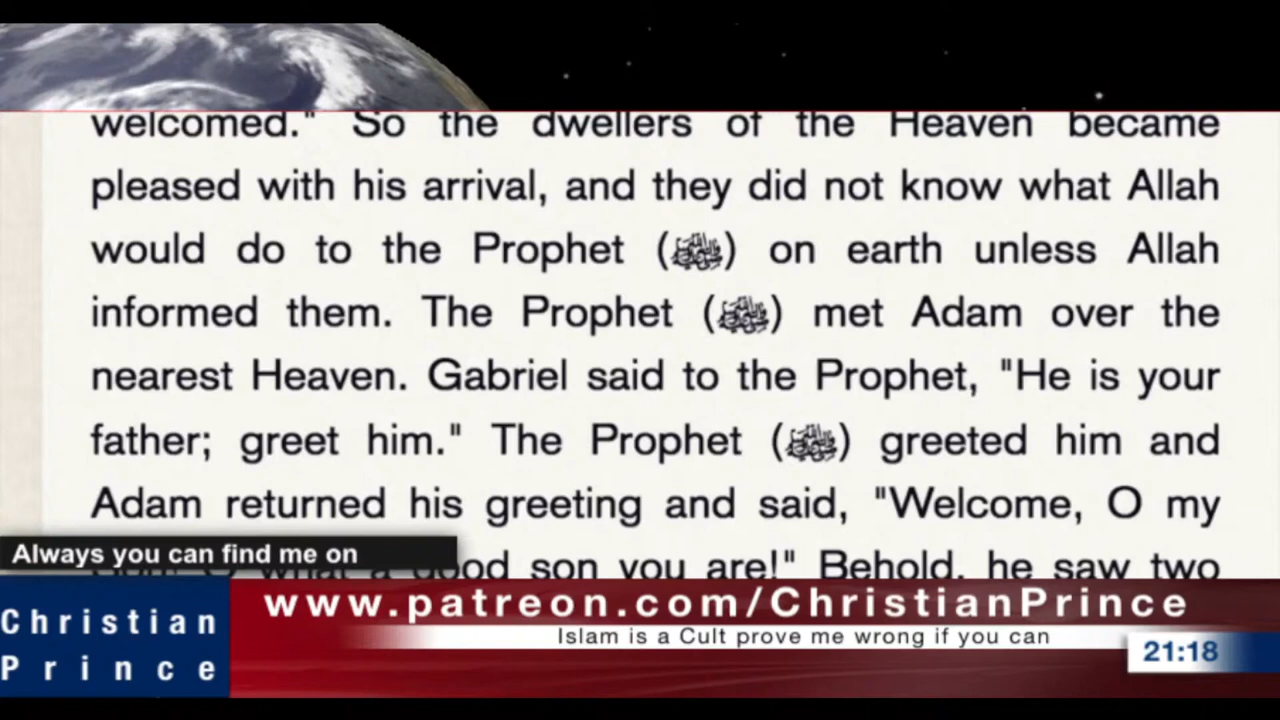 welcomed." So the dwellers of the Heaven became
pleased with his arrival, and they did not know what Allah
would do to the Prophet (ﷺ) on earth unless Allah
informed them. The Prophet (ﷺ) met Adam over the
nearest Heaven. Gabriel said to the Prophet, "He is your
father; greet him." The Prophet (ﷺ) greeted him and
Adam returned his greeting and said, "Welcome, O my
son! O what a good son you are!" Behold, he saw two
Always you can find me on
www.patreon.com/ChristianPrince
Islam is a Cult prove me wrong if you can
Christian
Prince
21:18